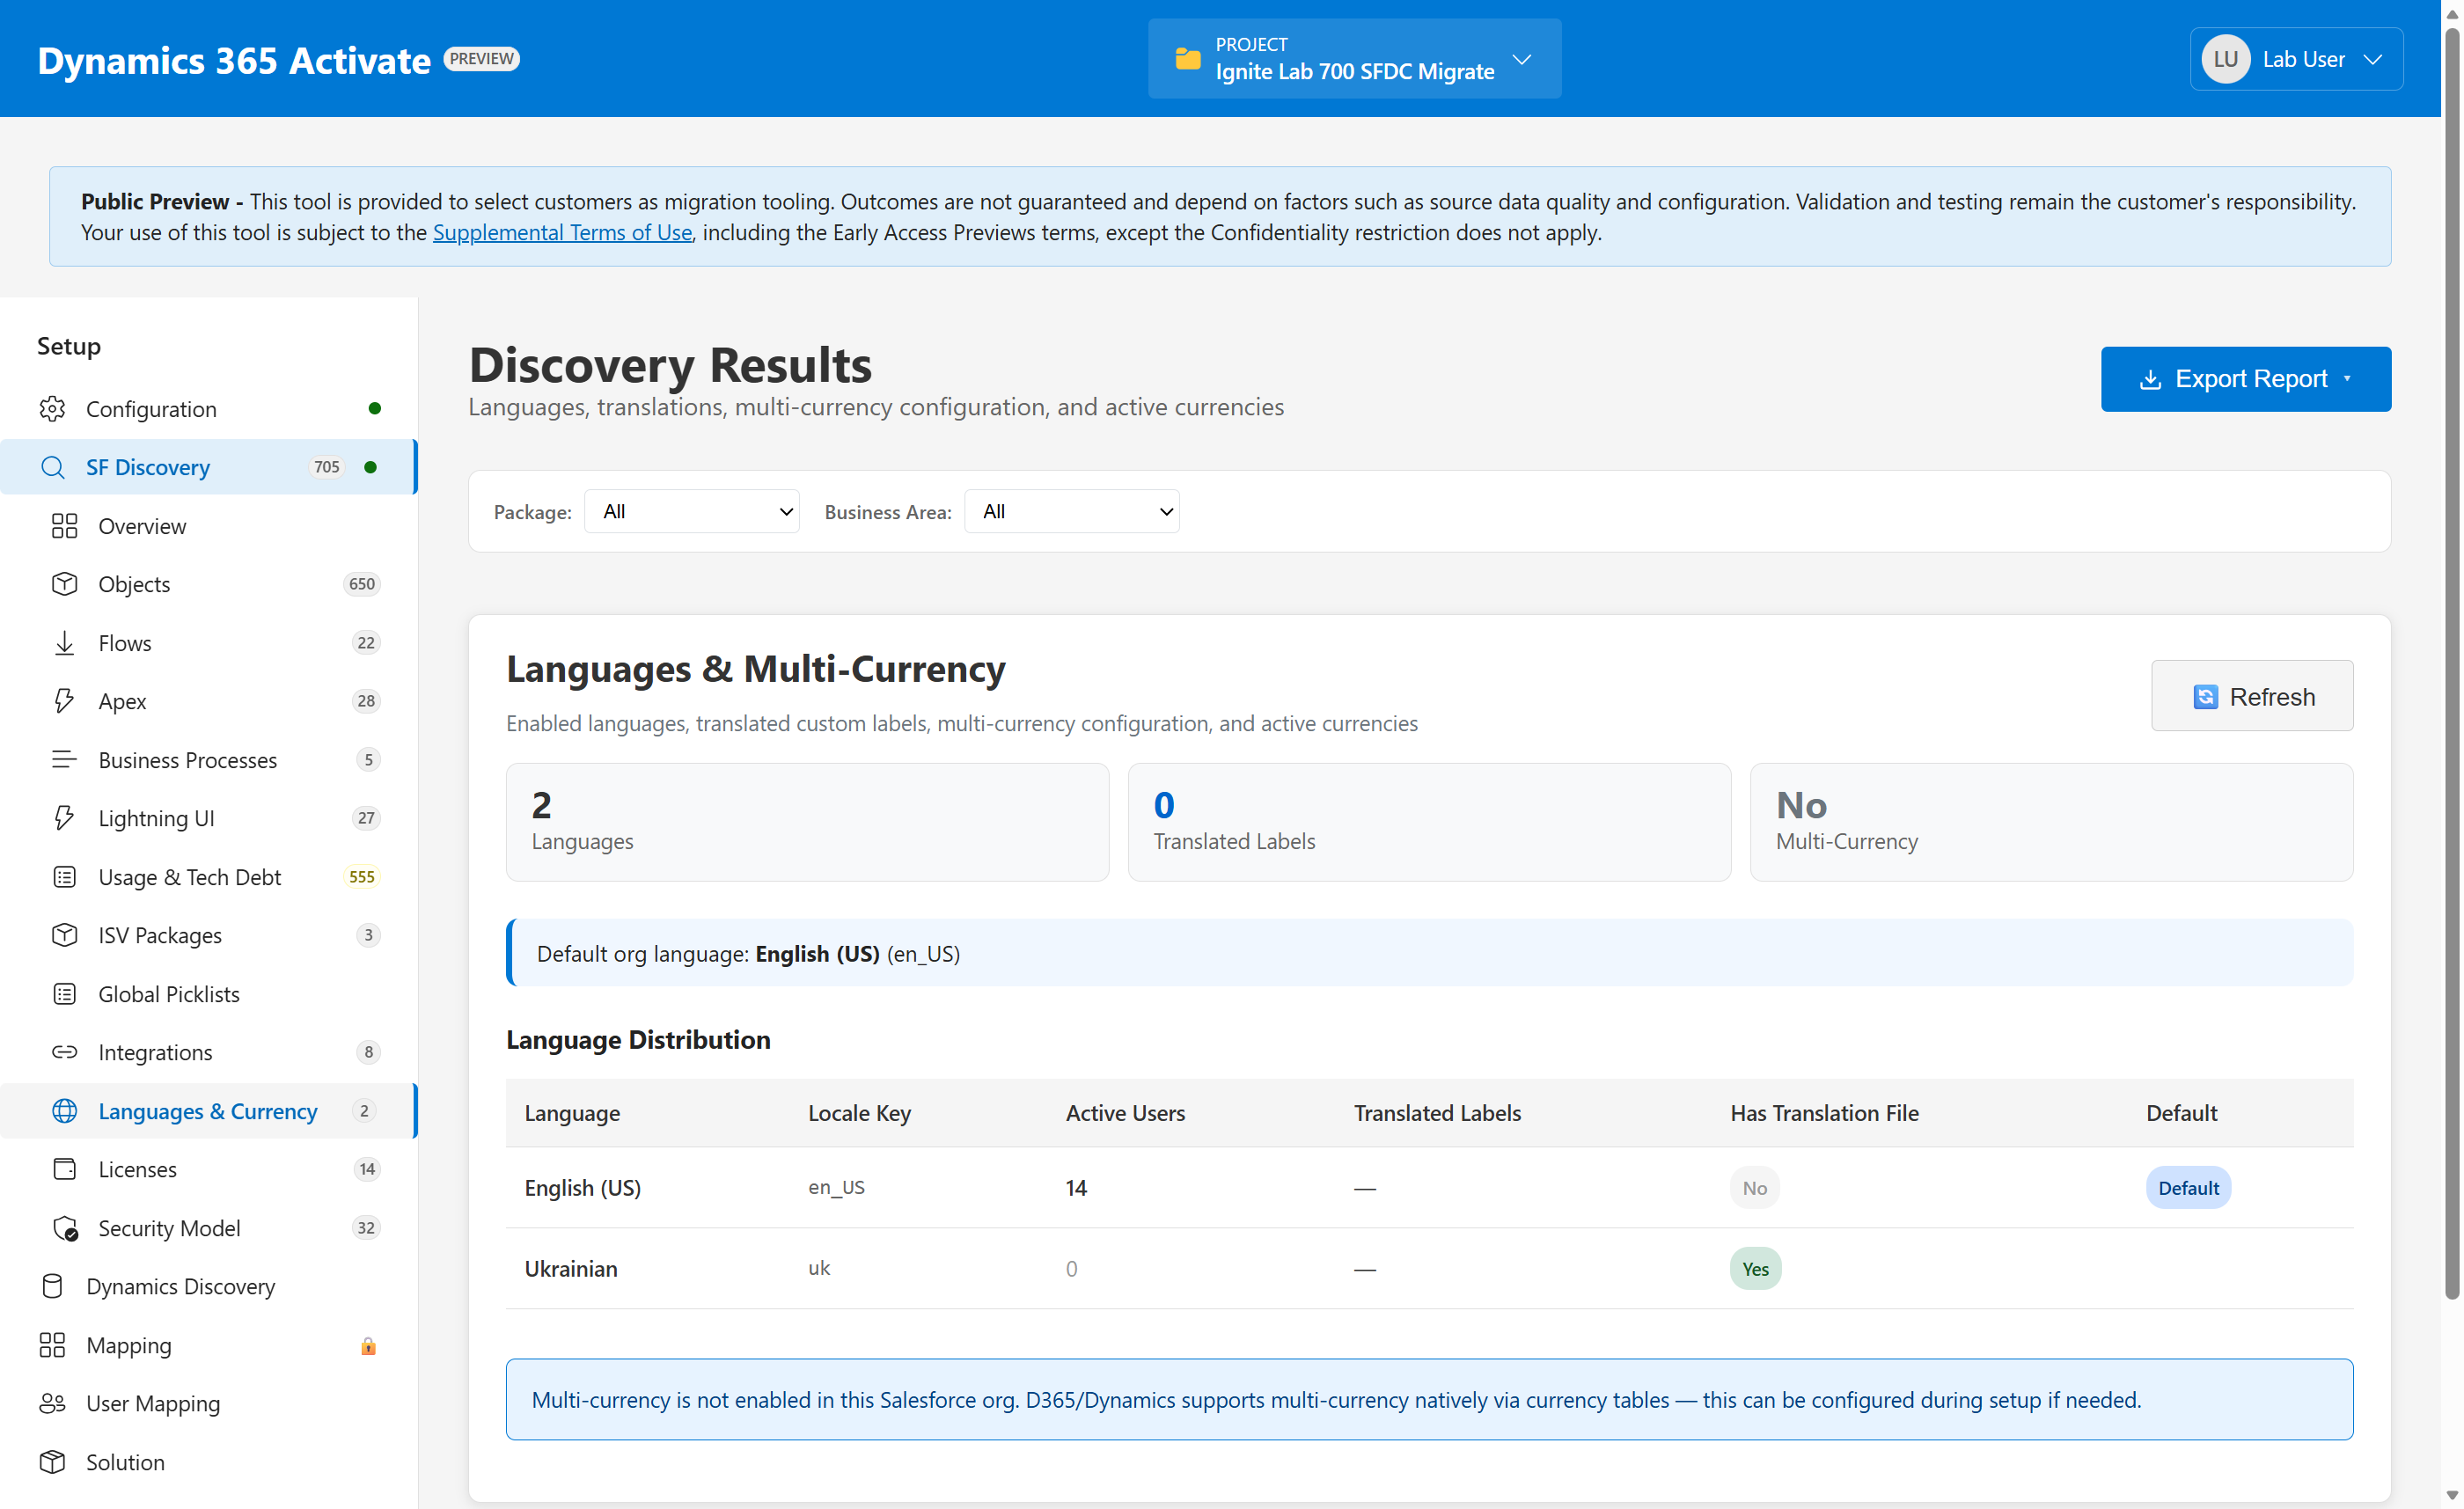 Dynamics 365 Activate PREVIEW
PROJECT
Ignite Lab 700 SFDC Migrate
LU Lab User
Public Preview - This tool is provided to select customers as migration tooling. Outcomes are not guaranteed and depend on factors such as source data quality and configuration. Validation and testing remain the customer's responsibility.
Your use of this tool is subject to the Supplemental Terms of Use, including the Early Access Previews terms, except the Confidentiality restriction does not apply.
Setup
Configuration
SF Discovery 705
Overview
Objects 650
Flows 22
Apex 28
Business Processes 5
Lightning UI 27
Usage & Tech Debt 555
ISV Packages 3
Global Picklists
Integrations 8
Languages & Currency 2
Licenses 14
Security Model 32
Dynamics Discovery
Mapping
User Mapping
Solution
Discovery Results
Languages, translations, multi-currency configuration, and active currencies
Export Report
Package: All Business Area: All
Languages & Multi-Currency
Enabled languages, translated custom labels, multi-currency configuration, and active currencies
Refresh
2
Languages
0
Translated Labels
No
Multi-Currency
Default org language: English (US) (en_US)
Language Distribution
Language Locale Key Active Users Translated Labels Has Translation File Default
English (US) en_US 14 — No Default
Ukrainian uk 0 — Yes
Multi-currency is not enabled in this Salesforce org. D365/Dynamics supports multi-currency natively via currency tables — this can be configured during setup if needed.